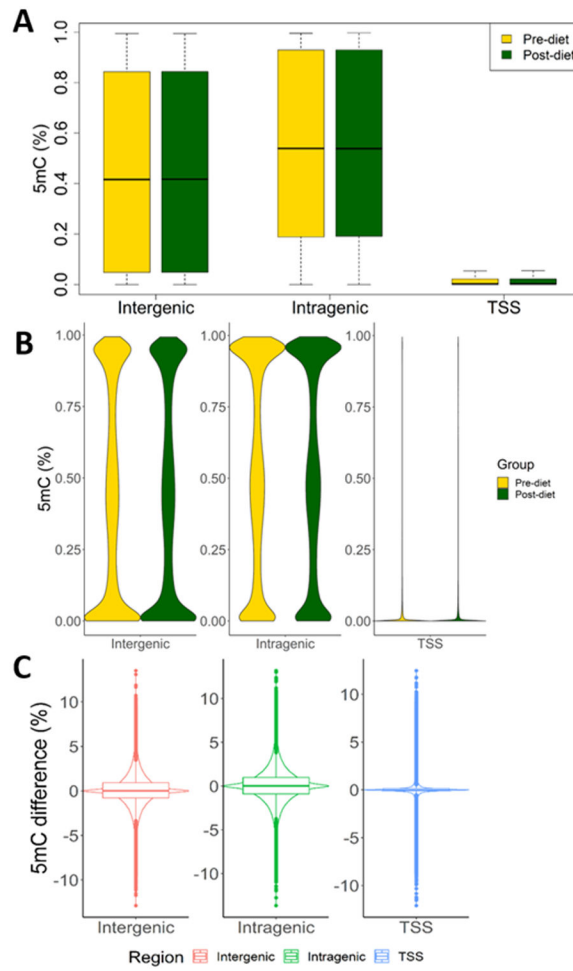 A
5mC (%)
1.0
0.8
0.6
0.4
0.2
0.0
Pre-diet
Post-diet
Intergenic
Intragenic
TSS
B
5mC (%)
1.00
0.75
0.50
0.25
0.00
1.00
0.75
0.50
0.25
0.00
1.00
0.75
0.50
0.25
0.00
Group
Pre-diet
Post-diet
Intergenic
Intragenic
TSS
C
5mC difference (%)
10
5
0
-5
-10
10
5
0
-5
-10
10
5
0
-5
-10
Intergenic
Intragenic
TSS
Region Intergenic Intragenic TSS